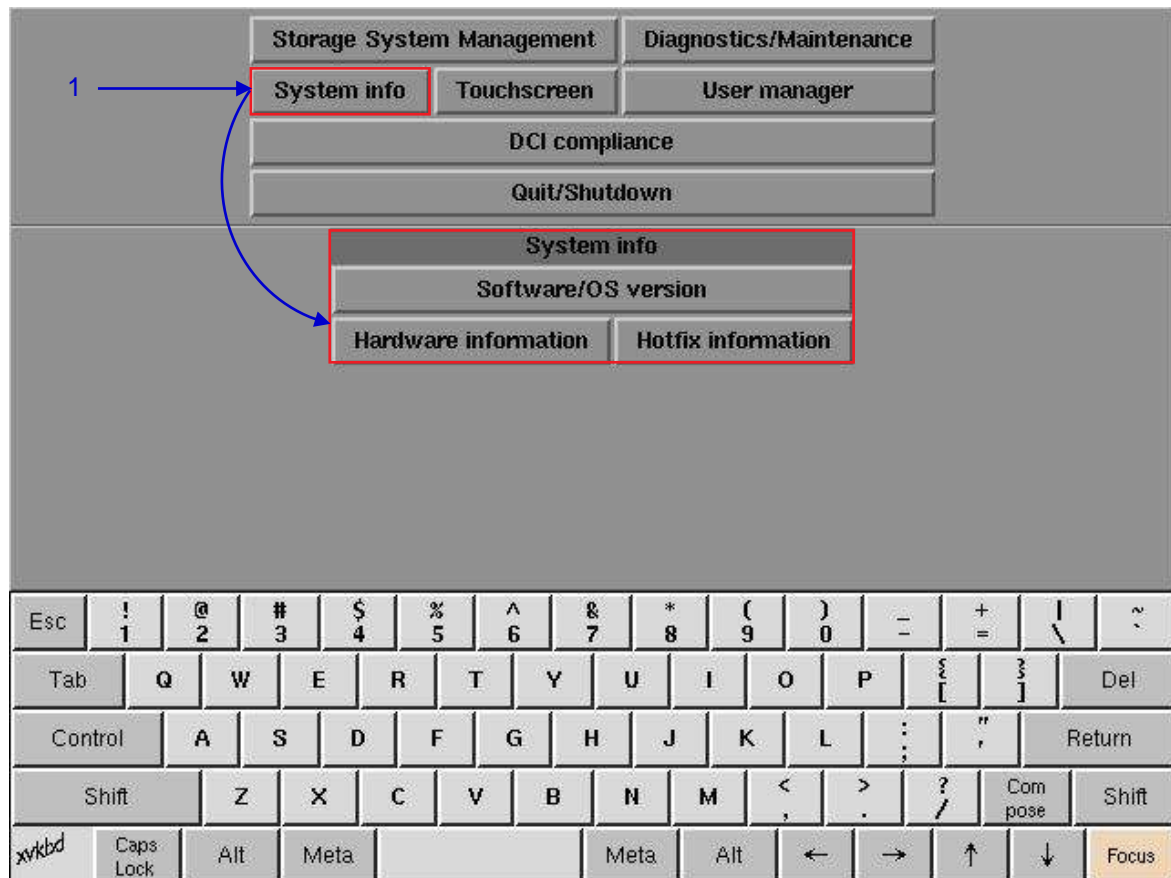 Storage System Management Diagnostics/Maintenance
1 System info Touchscreen User manager
DCI compliance
Quit/Shutdown
System info
Software/OS version
Hardware information Hotfix information
Esc ! 1 @ 2 # 3 $ 4 % 5 ^ 6 & 7 * 8 ( 9 ) 0 _ - + = | \ ~ `
Tab Q W E R T Y U I O P { [ } ] Del
Control A S D F G H J K L : ; " ' Return
Shift Z X C V B N M < , > . ? / Com pose Shift
xvkbd Caps Lock Alt Meta Meta Alt ← → ↑ ↓ Focus